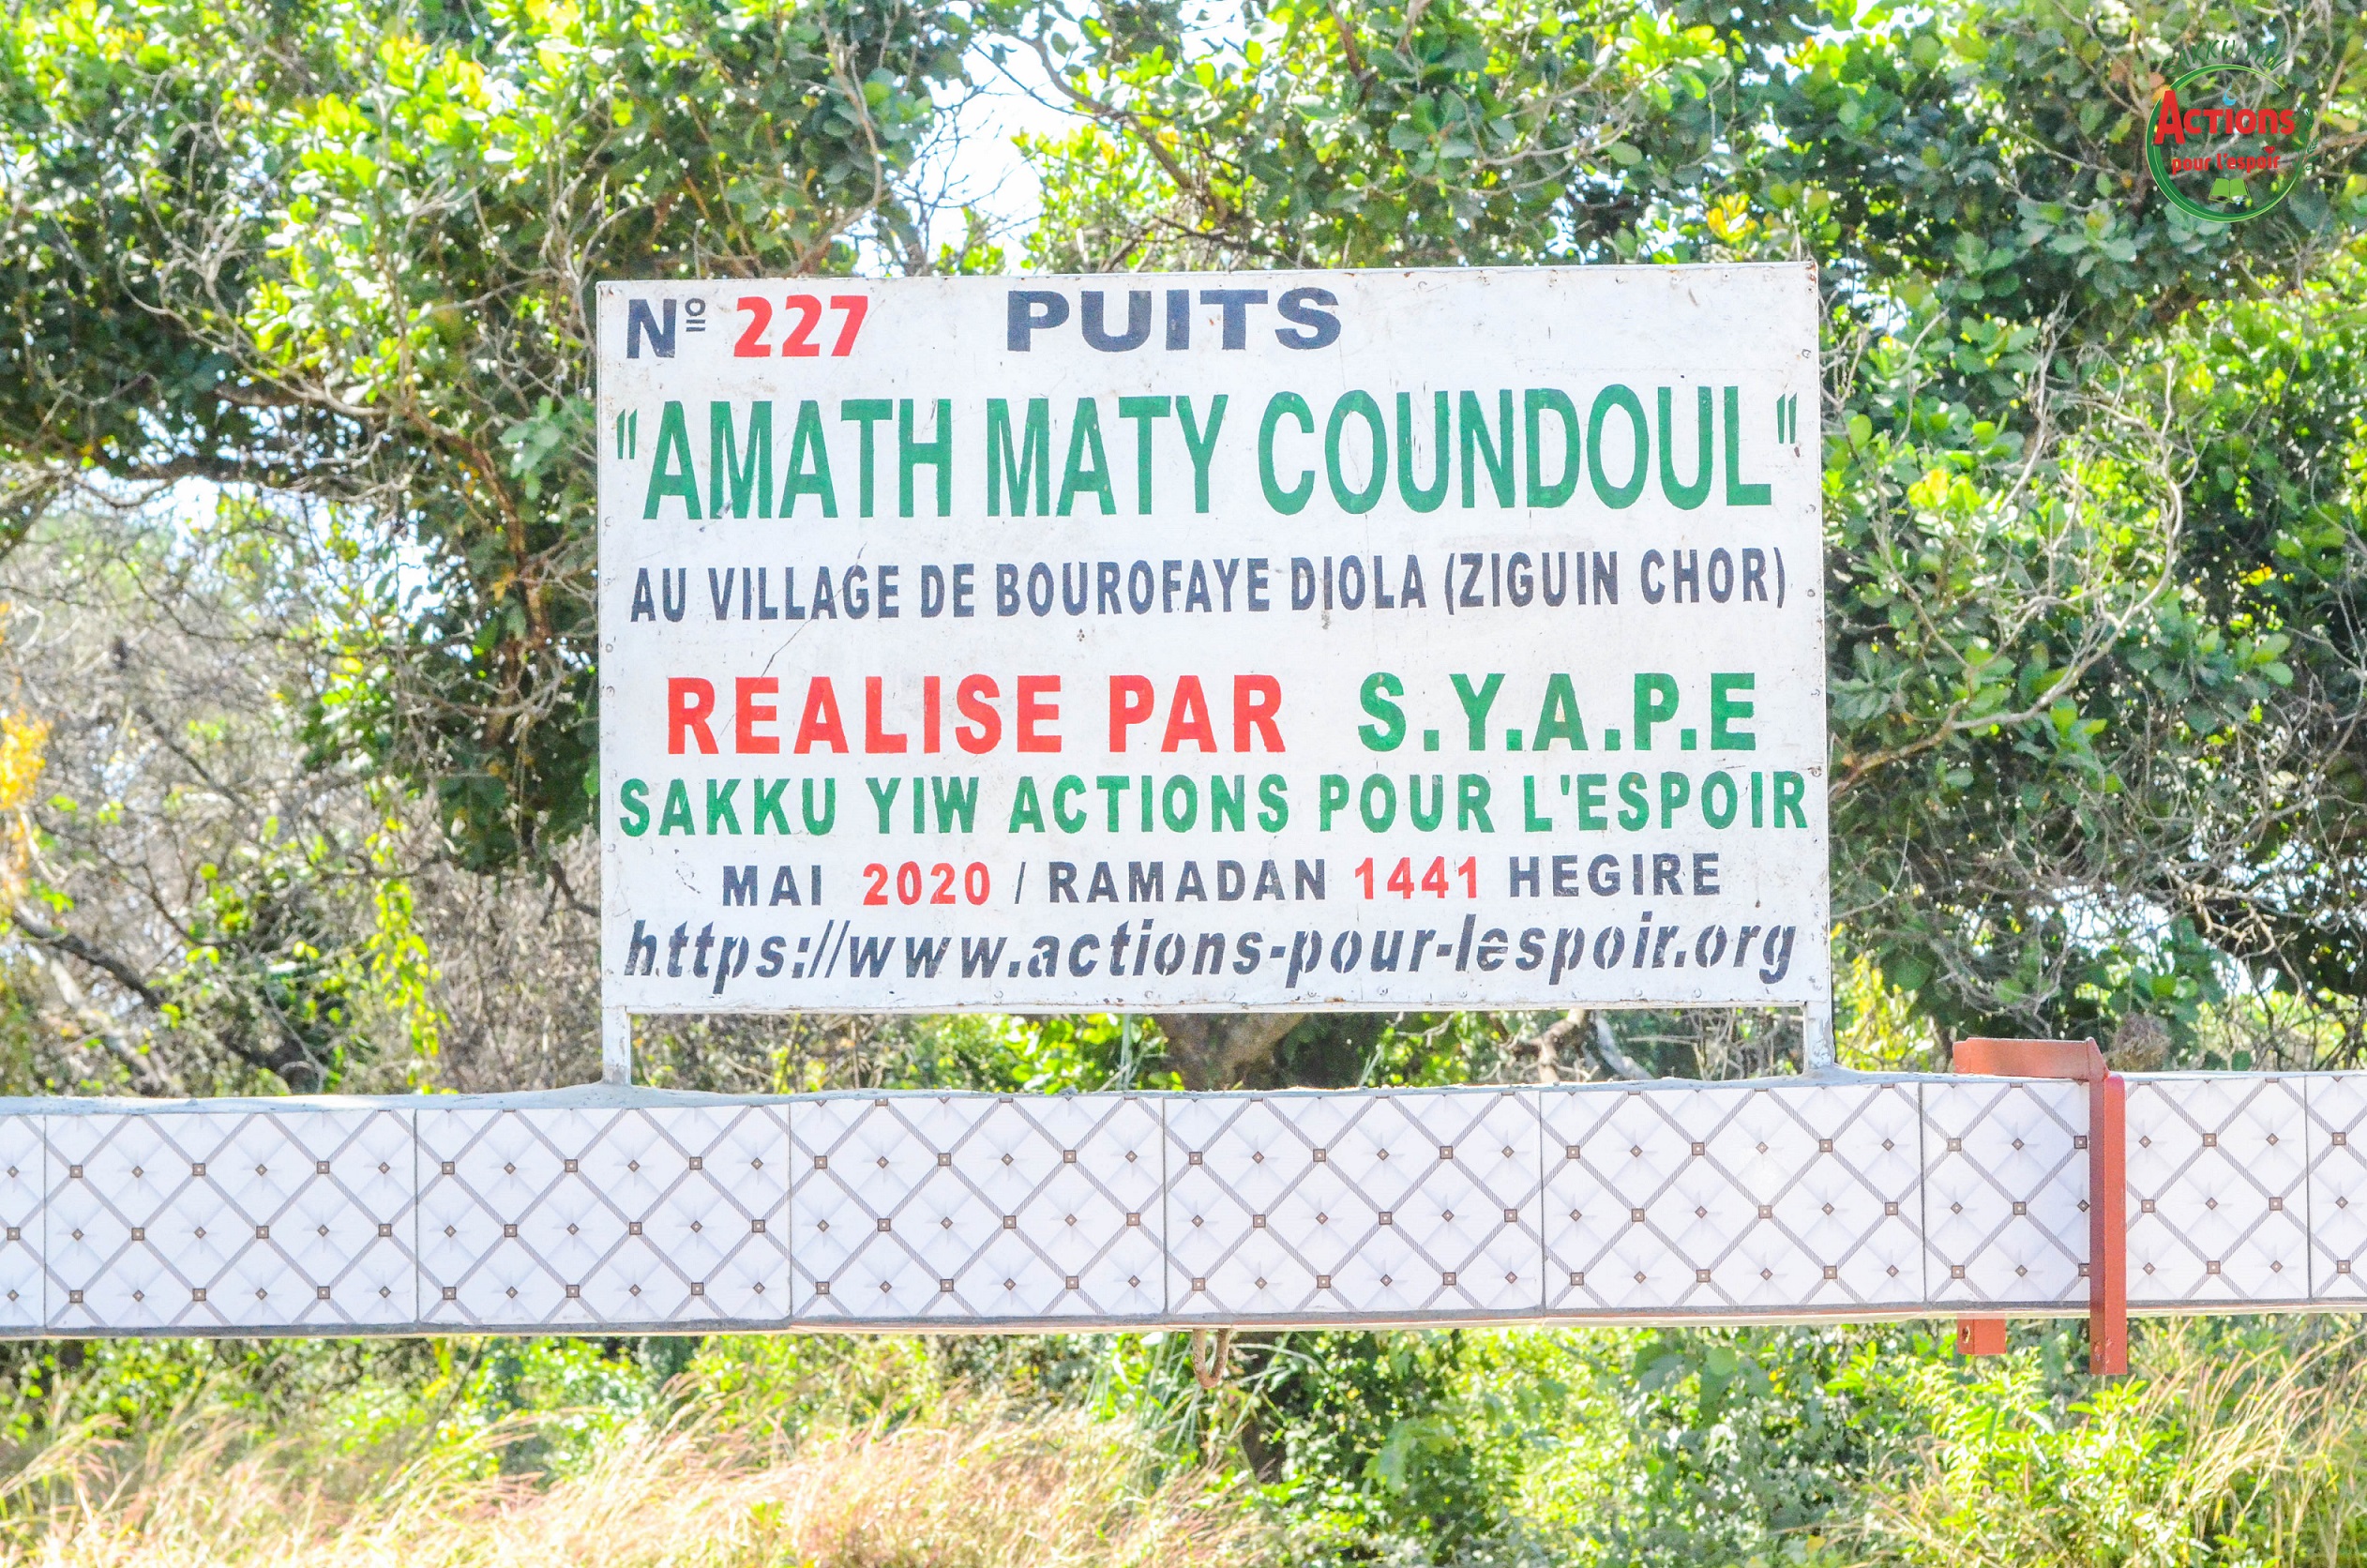 Actions
pour l'espoir
Nº 227 PUITS
"AMATH MATY COUNDOUL"
AU VILLAGE DE BOUROFAYE DIOLA (ZIGUIN CHOR)
REALISE PAR S.Y.A.P.E
SAKKU YIW ACTIONS POUR L'ESPOIR
MAI 2020 / RAMADAN 1441 HEGIRE
https://www.actions-pour-lespoir.org